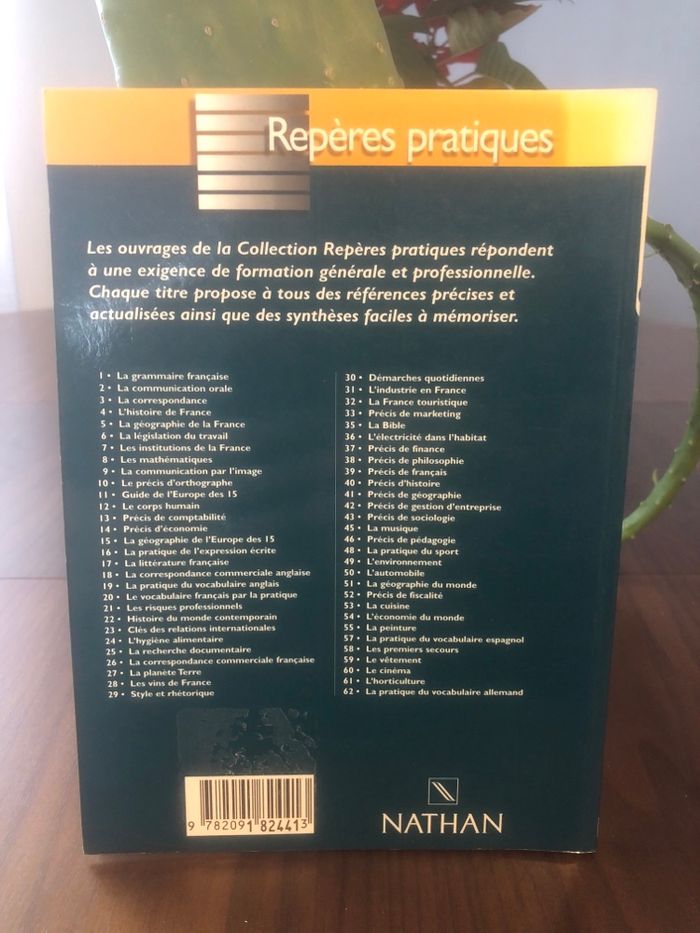 Repères pratiques
Les ouvrages de la Collection Repères pratiques répondent
à une exigence de formation générale et professionnelle.
Chaque titre propose à tous des références précises et
actualisées ainsi que des synthèses faciles à mémoriser.
1 • La grammaire française
2 • La communication orale
3 • La correspondance
4 • L'histoire de France
5 • La géographie de la France
6 • La législation du travail
7 • Les institutions de la France
8 • Les mathématiques
9 • La communication par l'image
10 • Le précis d'orthographe
11 • Guide de l'Europe des 15
12 • Le corps humain
13 • Précis de comptabilité
14 • Précis d'économie
15 • La géographie de l'Europe des 15
16 • La pratique de l'expression écrite
17 • La littérature française
18 • La correspondance commerciale anglaise
19 • La pratique du vocabulaire anglais
20 • Le vocabulaire français par la pratique
21 • Les risques professionnels
22 • Histoire du monde contemporain
23 • Clés des relations internationales
24 • L'hygiène alimentaire
25 • La recherche documentaire
26 • La correspondance commerciale française
27 • La planète Terre
28 • Les vins de France
29 • Style et rhétorique
30 • Démarches quotidiennes
31 • L'industrie en France
32 • La France touristique
33 • Précis de marketing
35 • La Bible
36 • L'électricité dans l'habitat
37 • Précis de finance
38 • Précis de philosophie
39 • Précis de français
40 • Précis d'histoire
41 • Précis de géographie
42 • Précis de gestion d'entreprise
43 • Précis de sociologie
45 • La musique
46 • Précis de pédagogie
48 • La pratique du sport
49 • L'environnement
50 • L'automobile
51 • La géographie du monde
52 • Précis de fiscalité
53 • La cuisine
54 • L'économie du monde
55 • La peinture
57 • La pratique du vocabulaire espagnol
58 • Les premiers secours
59 • Le vêtement
60 • Le cinéma
61 • L'horticulture
62 • La pratique du vocabulaire allemand
9 782091 824413
NATHAN